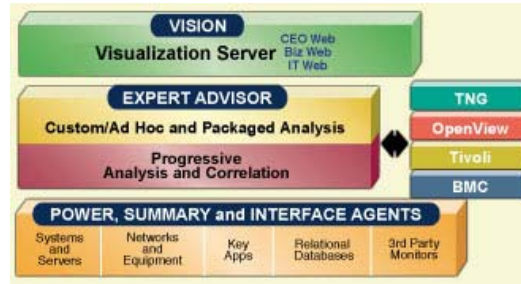 VISION
Visualization Server
CEO Web
Biz Web
IT Web
EXPERT ADVISOR
Custom/Ad Hoc and Packaged Analysis
Progressive
Analysis and Correlation
TNG
OpenView
Tivoli
BMC
POWER, SUMMARY and INTERFACE AGENTS
Systems
and
Servers
Networks
and
Equipment
Key
Apps
Relational
Databases
3rd Party
Monitors